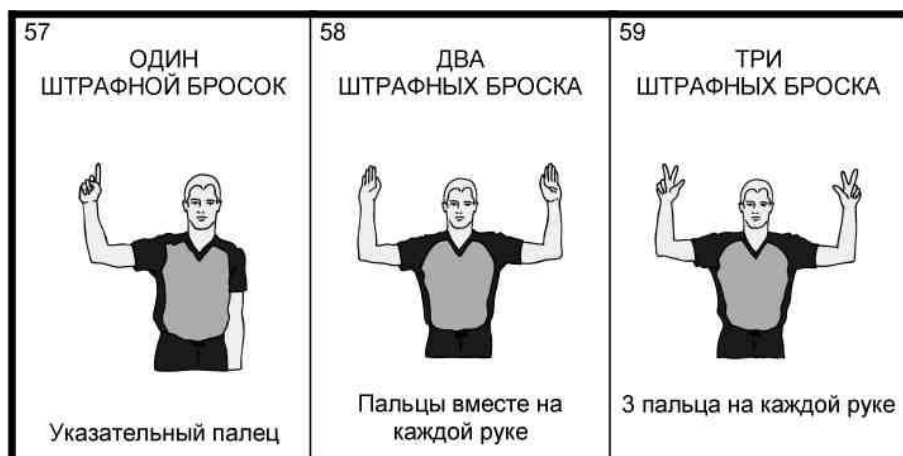 57
ОДИН
ШТРАФНОЙ БРОСОК
Указательный палец
58
ДВА
ШТРАФНЫХ БРОСКА
Пальцы вместе на
каждой руке
59
ТРИ
ШТРАФНЫХ БРОСКА
3 пальца на каждой руке